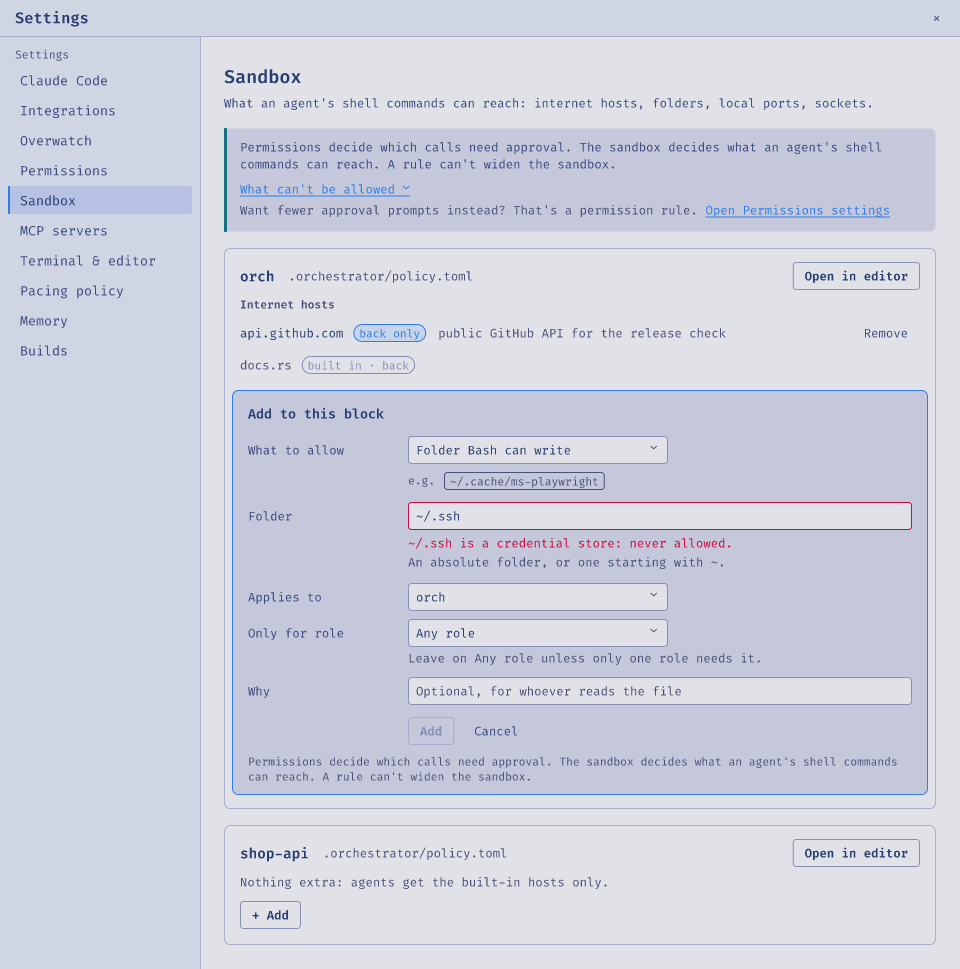 Settings
×
Settings
Claude Code
Integrations
Overwatch
Permissions
Sandbox
MCP servers
Terminal & editor
Pacing policy
Memory
Builds
Sandbox
What an agent's shell commands can reach: internet hosts, folders, local ports, sockets.
Permissions decide which calls need approval. The sandbox decides what an agent's shell
commands can reach. A rule can't widen the sandbox.
What can't be allowed
Want fewer approval prompts instead? That's a permission rule. Open Permissions settings
orch .orchestrator/policy.toml Open in editor
Internet hosts
api.github.com back only public GitHub API for the release check Remove
docs.rs built in · back
Add to this block
What to allow Folder Bash can write
e.g. ~/.cache/ms-playwright
Folder ~/.ssh
~/.ssh is a credential store: never allowed.
An absolute folder, or one starting with ~.
Applies to orch
Only for role Any role
Leave on Any role unless only one role needs it.
Why Optional, for whoever reads the file
Add Cancel
Permissions decide which calls need approval. The sandbox decides what an agent's shell commands
can reach. A rule can't widen the sandbox.
shop-api .orchestrator/policy.toml Open in editor
Nothing extra: agents get the built-in hosts only.
+ Add